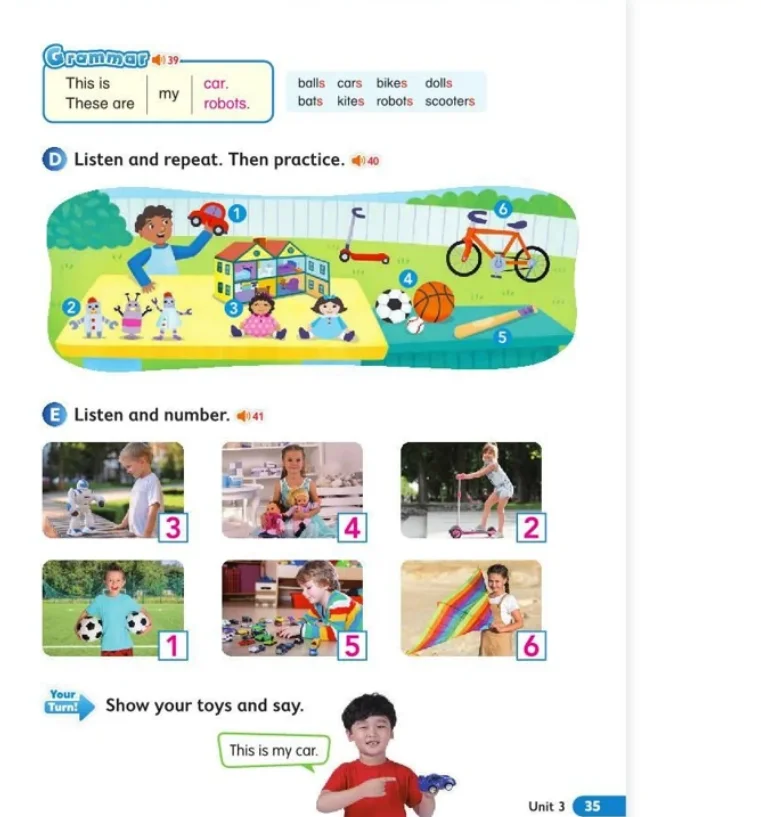 Grammar 39
This is my car.
These are robots.
balls cars bikes dolls
bats kites robots scooters
D Listen and repeat. Then practice. 40
1
6
4
2
3
5
E Listen and number. 41
3 4 2
1 5 6
Your Turn! Show your toys and say.
This is my car.
Unit 3 35